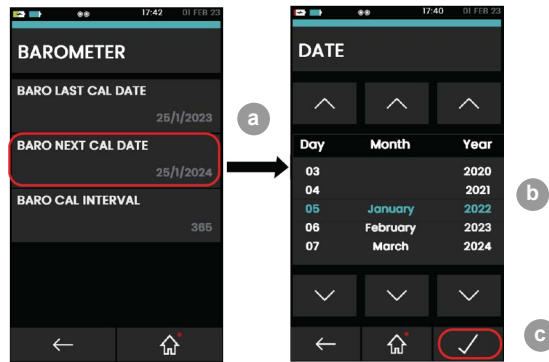 17:42 01 FEB 23
BAROMETER
BARO LAST CAL DATE
25/1/2023
BARO NEXT CAL DATE
25/1/2024
BARO CAL INTERVAL
365
a
17:40 01 FEB 23
DATE
Day Month Year
03 2020
04 2021
05 January 2022
06 February 2023
07 March 2024
b
c